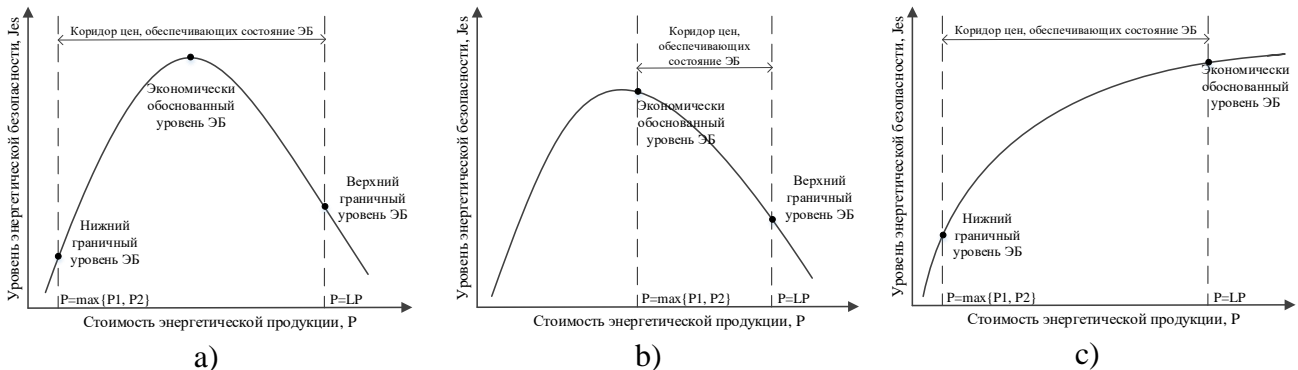 Уровень энергетической безопасности, Jes
Коридор цен, обеспечивающих состояние ЭБ
Экономически
обоснованный
уровень ЭБ
Верхний
граничный
уровень ЭБ
Нижний
граничный
уровень ЭБ
P=max{P1, P2}
P=LP
Стоимость энергетической продукции, P
a)
Уровень энергетической безопасности, Jes
Коридор цен,
обеспечивающих
состояние ЭБ
Экономически
обоснованный
уровень ЭБ
Верхний
граничный
уровень ЭБ
P=max{P1, P2}
P=LP
Стоимость энергетической продукции, P
b)
Уровень энергетической безопасности, Jes
Коридор цен, обеспечивающих состояние ЭБ
Экономически
обоснованный
уровень ЭБ
Нижний
граничный
уровень ЭБ
P=max{P1, P2}
P=LP
Стоимость энергетической продукции, P
c)